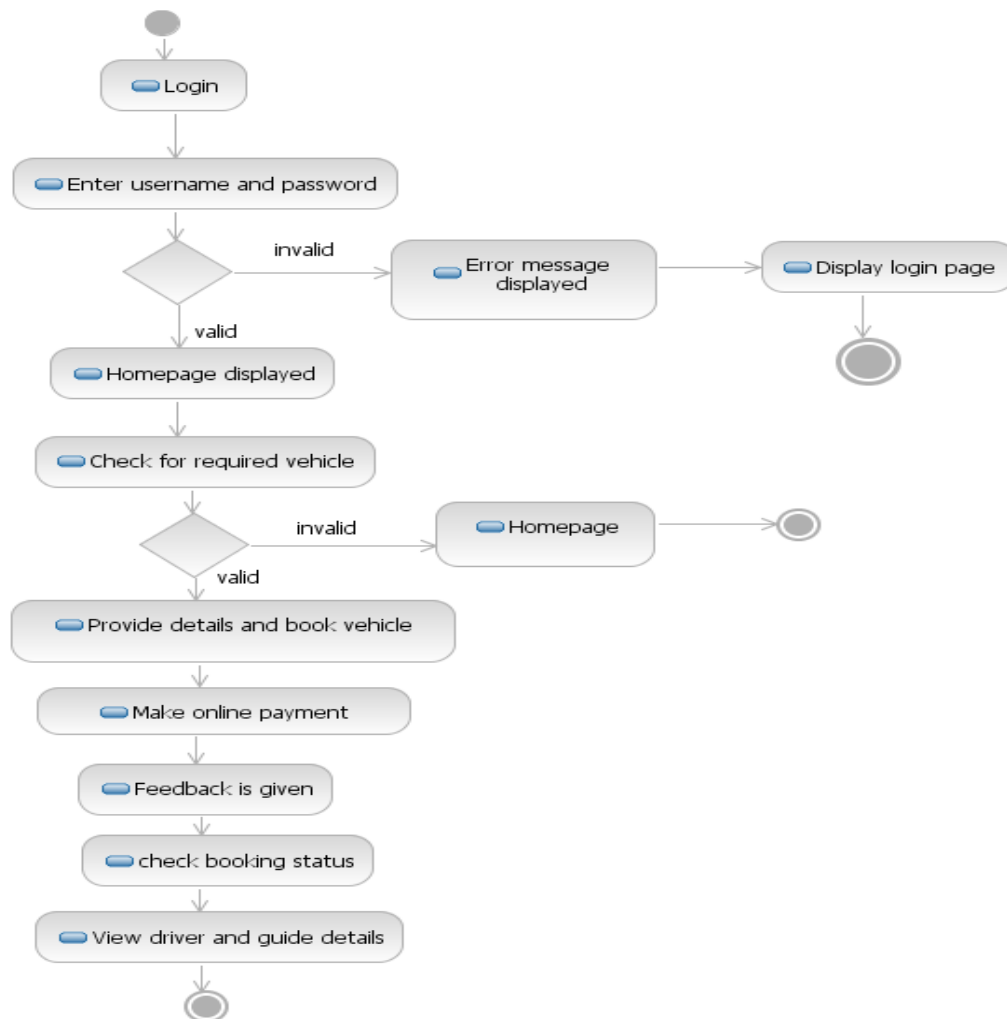 Login
Enter username and password
invalid
Error message
displayed
Display login page
valid
Homepage displayed
Check for required vehicle
invalid
Homepage
valid
Provide details and book vehicle
Make online payment
Feedback is given
check booking status
View driver and guide details